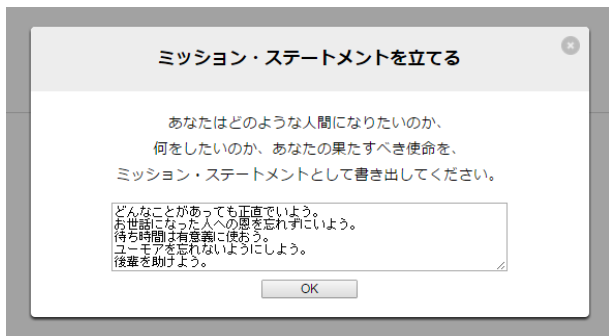 ミッション・ステートメントを立てる
あなたはどのような人間になりたいのか、
何をしたいのか、あなたの果たすべき使命を、
ミッション・ステートメントとして書き出してください。
どんなことがあっても正直でいよう。
お世話になった人への恩を忘れずにいよう。
待ち時間は有意義に使おう。
ユーモアを忘れないようにしよう。
後輩を助けよう。
OK